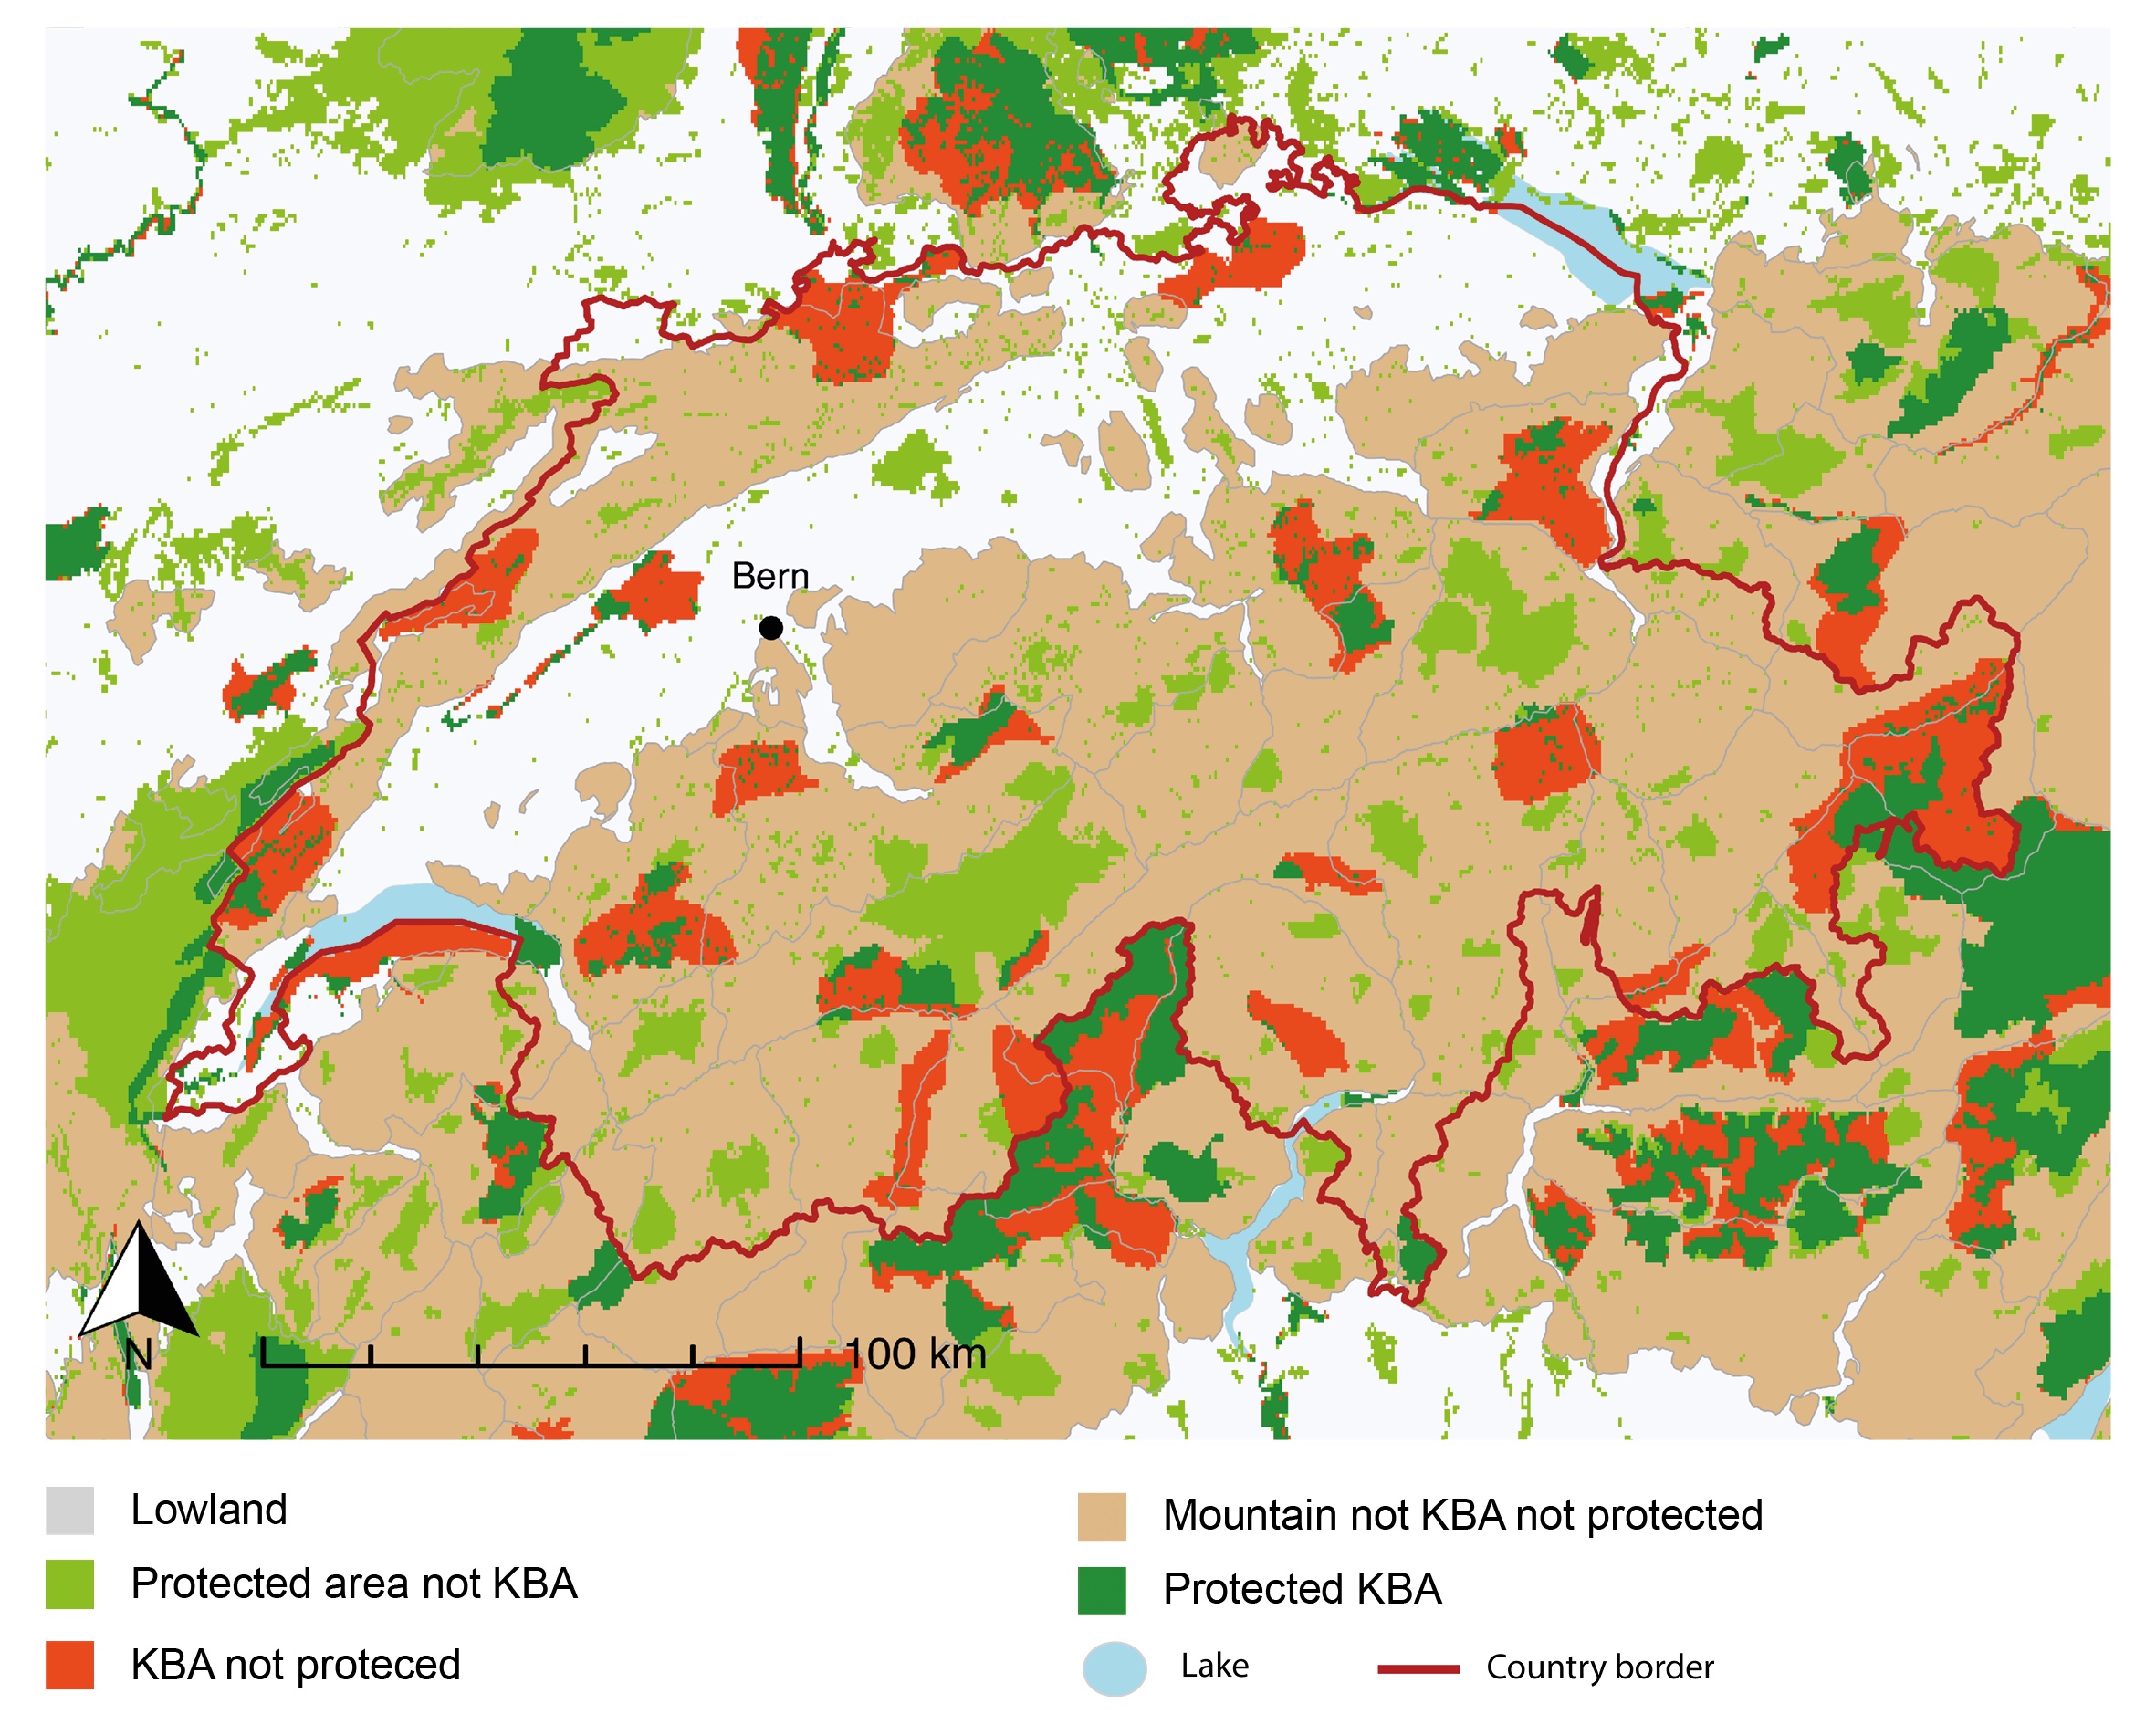 Bern
N
100 km
Lowland
Mountain not KBA not protected
Protected area not KBA
Protected KBA
KBA not proteced
Lake
Country border